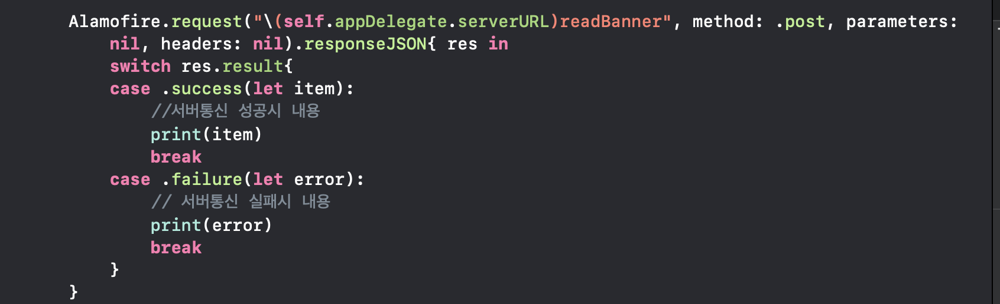 Alamofire.request("\(self.appDelegate.serverURL)readBanner", method: .post, parameters:
nil, headers: nil).responseJSON{ res in
switch res.result{
case .success(let item):
//서버통신 성공시 내용
print(item)
break
case .failure(let error):
// 서버통신 실패시 내용
print(error)
break
}
}